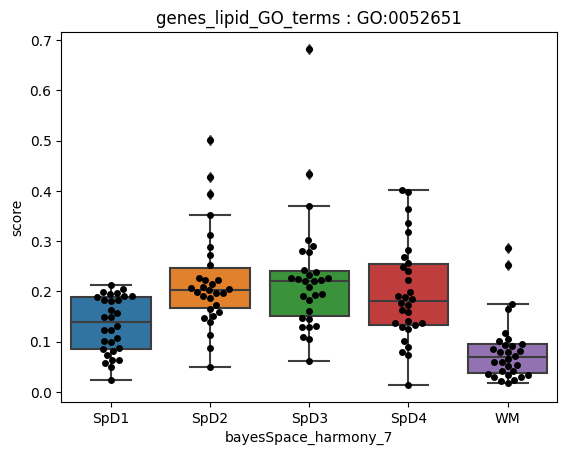 genes_lipid_GO_terms : GO:0052651
0.7
0.6
0.5
0.4
0.3
0.2
0.1
0.0
score
SpD1 SpD2 SpD3 SpD4 WM
bayesSpace_harmony_7